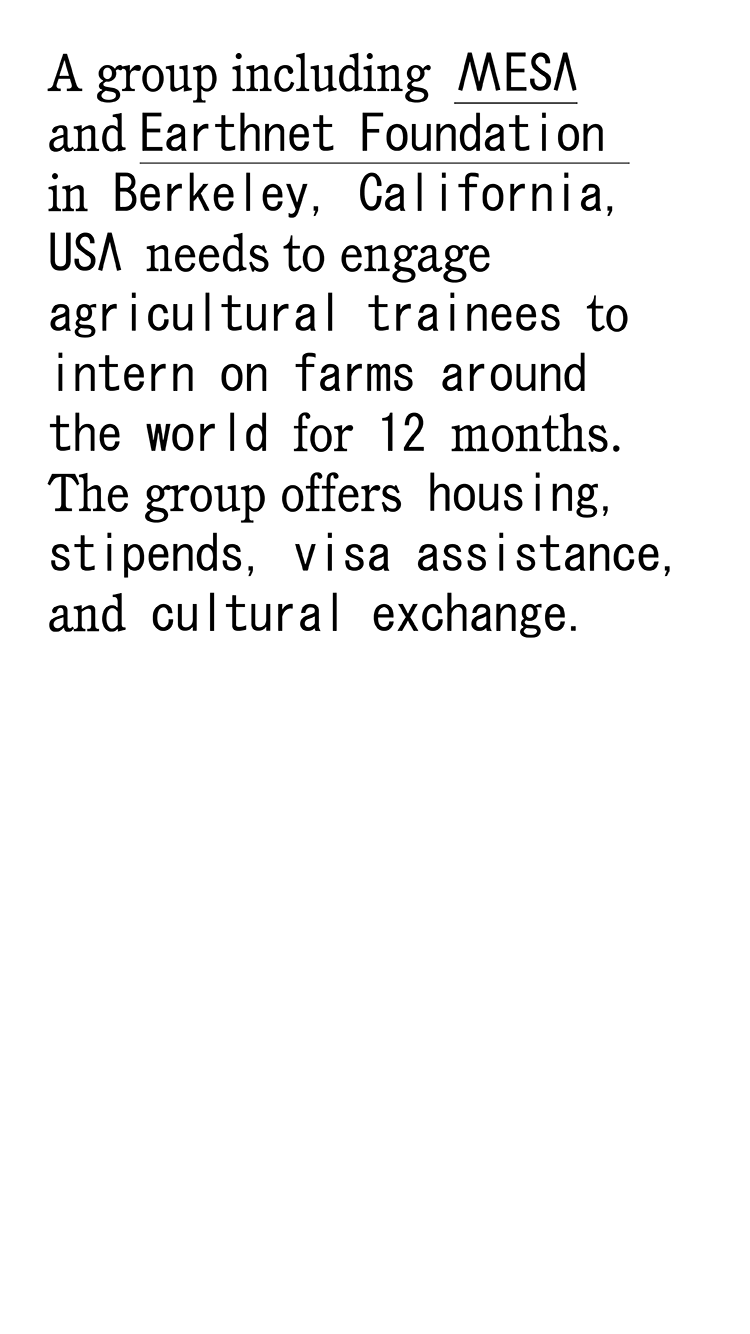 A group including MESA
and Earthnet Foundation
in Berkeley, California,
USA needs to engage
agricultural trainees to
intern on farms around
the world for 12 months.
The group offers housing,
stipends, visa assistance,
and cultural exchange.